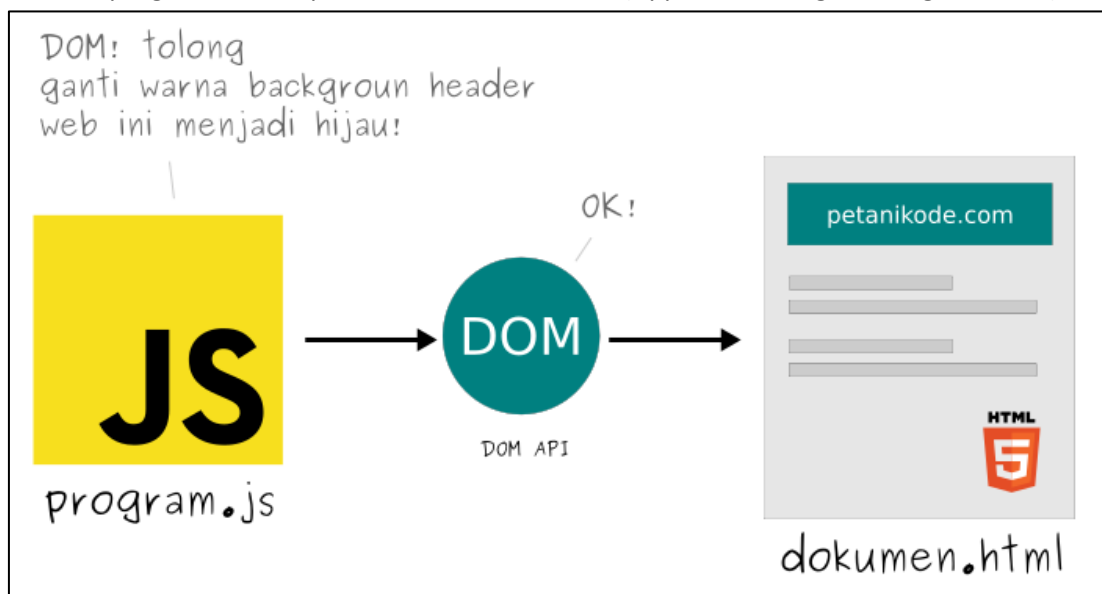 DOM! tolong
ganti warna backgroun header
web ini menjadi hijau!
OK!
petanikode.com
JS
DOM
HTML
5
DOM API
program.js
dokumen.html